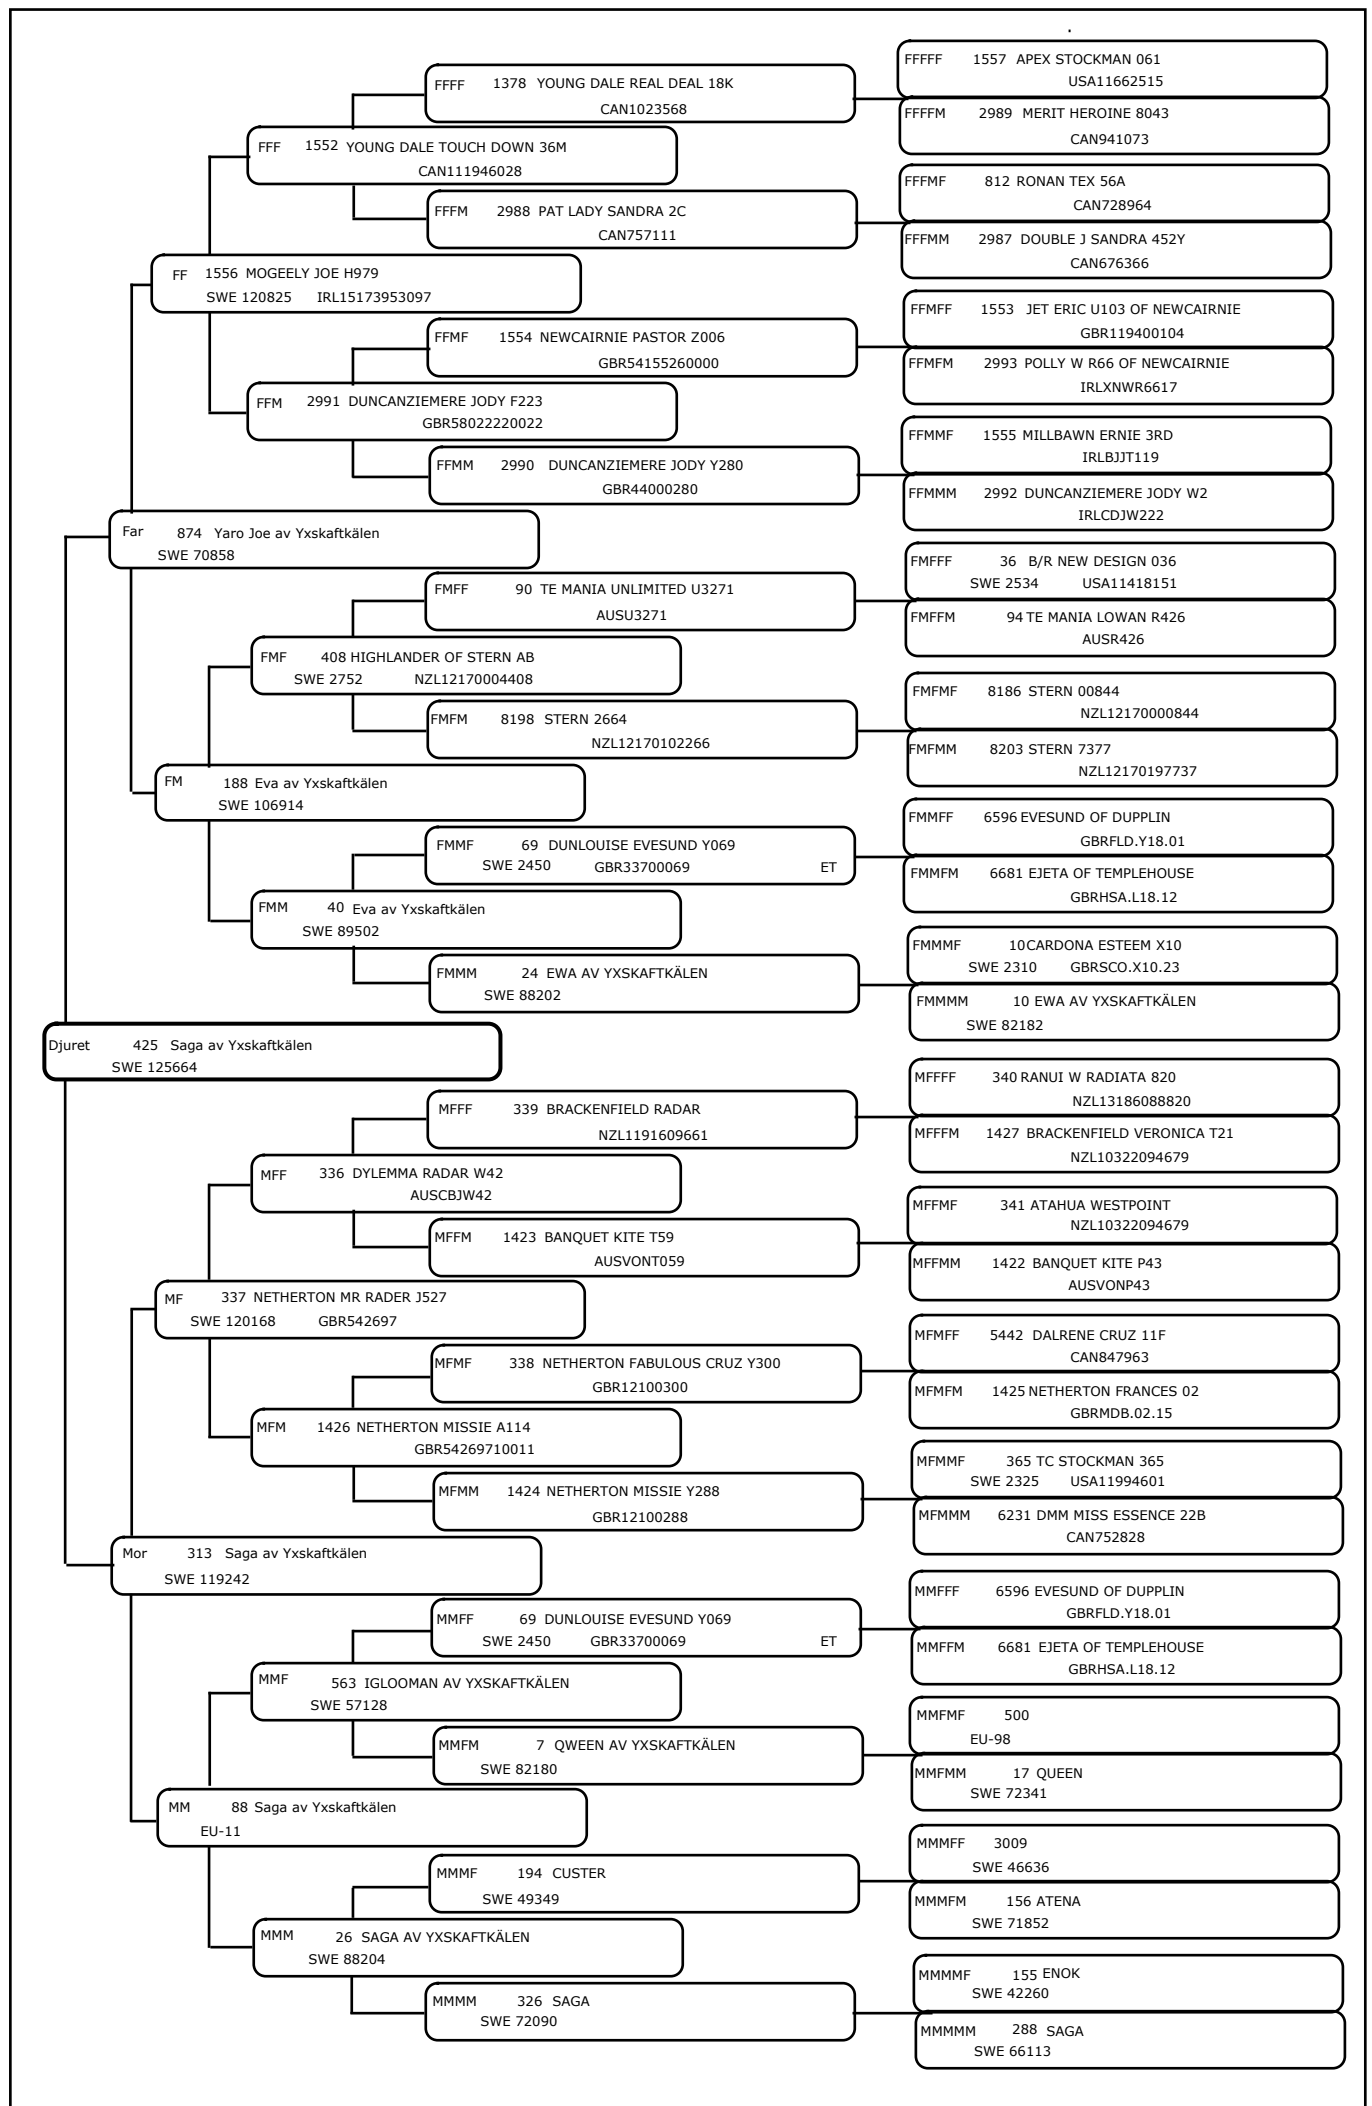 FFFFF 1557 APEX STOCKMAN 061
USA11662515
FFFF 1378 YOUNG DALE REAL DEAL 18K
CAN1023568
FFFFM 2989 MERIT HEROINE 8043
CAN941073
FFF 1552 YOUNG DALE TOUCH DOWN 36M
CAN111946028
FFFMF 812 RONAN TEX 56A
CAN728964
FFFM 2988 PAT LADY SANDRA 2C
CAN757111
FFFMM 2987 DOUBLE J SANDRA 452Y
CAN676366
FF 1556 MOGEELY JOE H979
SWE 120825 IRL15173953097
FFMFF 1553 JET ERIC U103 OF NEWCAIRNIE
GBR119400104
FFMF 1554 NEWCAIRNIE PASTOR Z006
GBR54155260000
FFMFM 2993 POLLY W R66 OF NEWCAIRNIE
IRLXNWR6617
FFM 2991 DUNCANZIEMERE JODY F223
GBR58022220022
FFMMF 1555 MILLBAWN ERNIE 3RD
IRLBJJT119
FFMM 2990 DUNCANZIEMERE JODY Y280
GBR44000280
FFMMM 2992 DUNCANZIEMERE JODY W2
IRLCDJW222
Far 874 Yaro Joe av Yxskaftkälen
SWE 70858
FMFFF 36 B/R NEW DESIGN 036
SWE 2534 USA11418151
FMFF 90 TE MANIA UNLIMITED U3271
AUSU3271
FMFFM 94 TE MANIA LOWAN R426
AUSR426
FMF 408 HIGHLANDER OF STERN AB
SWE 2752 NZL12170004408
FMFMF 8186 STERN 00844
NZL12170000844
FMFM 8198 STERN 2664
NZL12170102266
FMFMM 8203 STERN 7377
NZL12170197737
FM 188 Eva av Yxskaftkälen
SWE 106914
FMMFF 6596 EVESUND OF DUPPLIN
GBRFLD.Y18.01
FMMF 69 DUNLOUISE EVESUND Y069
SWE 2450 GBR33700069 ET
FMMFM 6681 EJETA OF TEMPLEHOUSE
GBRHSA.L18.12
FMM 40 Eva av Yxskaftkälen
SWE 89502
FMMMF 10 CARDONA ESTEEM X10
SWE 2310 GBRSCO.X10.23
FMMM 24 EWA AV YXSKAFTKÄLEN
SWE 88202
FMMMM 10 EWA AV YXSKAFTKÄLEN
SWE 82182
Djuret 425 Saga av Yxskaftkälen
SWE 125664
MFFFF 340 RANUI W RADIATA 820
NZL13186088820
MFFF 339 BRACKENFIELD RADAR
NZL1191609661
MFFFM 1427 BRACKENFIELD VERONICA T21
NZL10322094679
MFF 336 DYLEMMA RADAR W42
AUSCBJW42
MFFMF 341 ATAHUA WESTPOINT
NZL10322094679
MFFM 1423 BANQUET KITE T59
AUSVONT059
MFFMM 1422 BANQUET KITE P43
AUSVONP43
MF 337 NETHERTON MR RADER J527
SWE 120168 GBR542697
MFMFF 5442 DALRENE CRUZ 11F
CAN847963
MFMF 338 NETHERTON FABULOUS CRUZ Y300
GBR12100300
MFMFM 1425 NETHERTON FRANCES 02
GBRMDB.02.15
MFM 1426 NETHERTON MISSIE A114
GBR54269710011
MFMMF 365 TC STOCKMAN 365
SWE 2325 USA11994601
MFMM 1424 NETHERTON MISSIE Y288
GBR12100288
MFMMM 6231 DMM MISS ESSENCE 22B
CAN752828
Mor 313 Saga av Yxskaftkälen
SWE 119242
MMFFF 6596 EVESUND OF DUPPLIN
GBRFLD.Y18.01
MMFF 69 DUNLOUISE EVESUND Y069
SWE 2450 GBR33700069 ET
MMFFM 6681 EJETA OF TEMPLEHOUSE
GBRHSA.L18.12
MMF 563 IGLOOMAN AV YXSKAFTKÄLEN
SWE 57128
MMFMF 500
EU-98
MMFM 7 QWEEN AV YXSKAFTKÄLEN
SWE 82180
MMFMM 17 QUEEN
SWE 72341
MM 88 Saga av Yxskaftkälen
EU-11
MMMFF 3009
SWE 46636
MMMF 194 CUSTER
SWE 49349
MMMFM 156 ATENA
SWE 71852
MMM 26 SAGA AV YXSKAFTKÄLEN
SWE 88204
MMMMF 155 ENOK
SWE 42260
MMMM 326 SAGA
SWE 72090
MMMMM 288 SAGA
SWE 66113